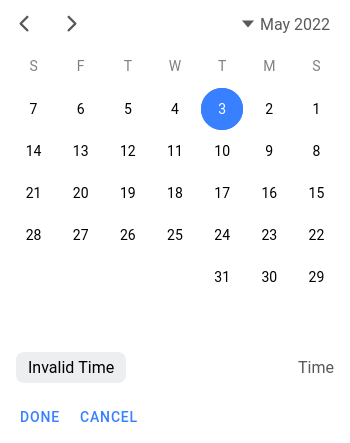 May 2022
S F T W T M S
7 6 5 4 3 2 1
14 13 12 11 10 9 8
21 20 19 18 17 16 15
28 27 26 25 24 23 22
31 30 29
Invalid Time Time
DONE CANCEL